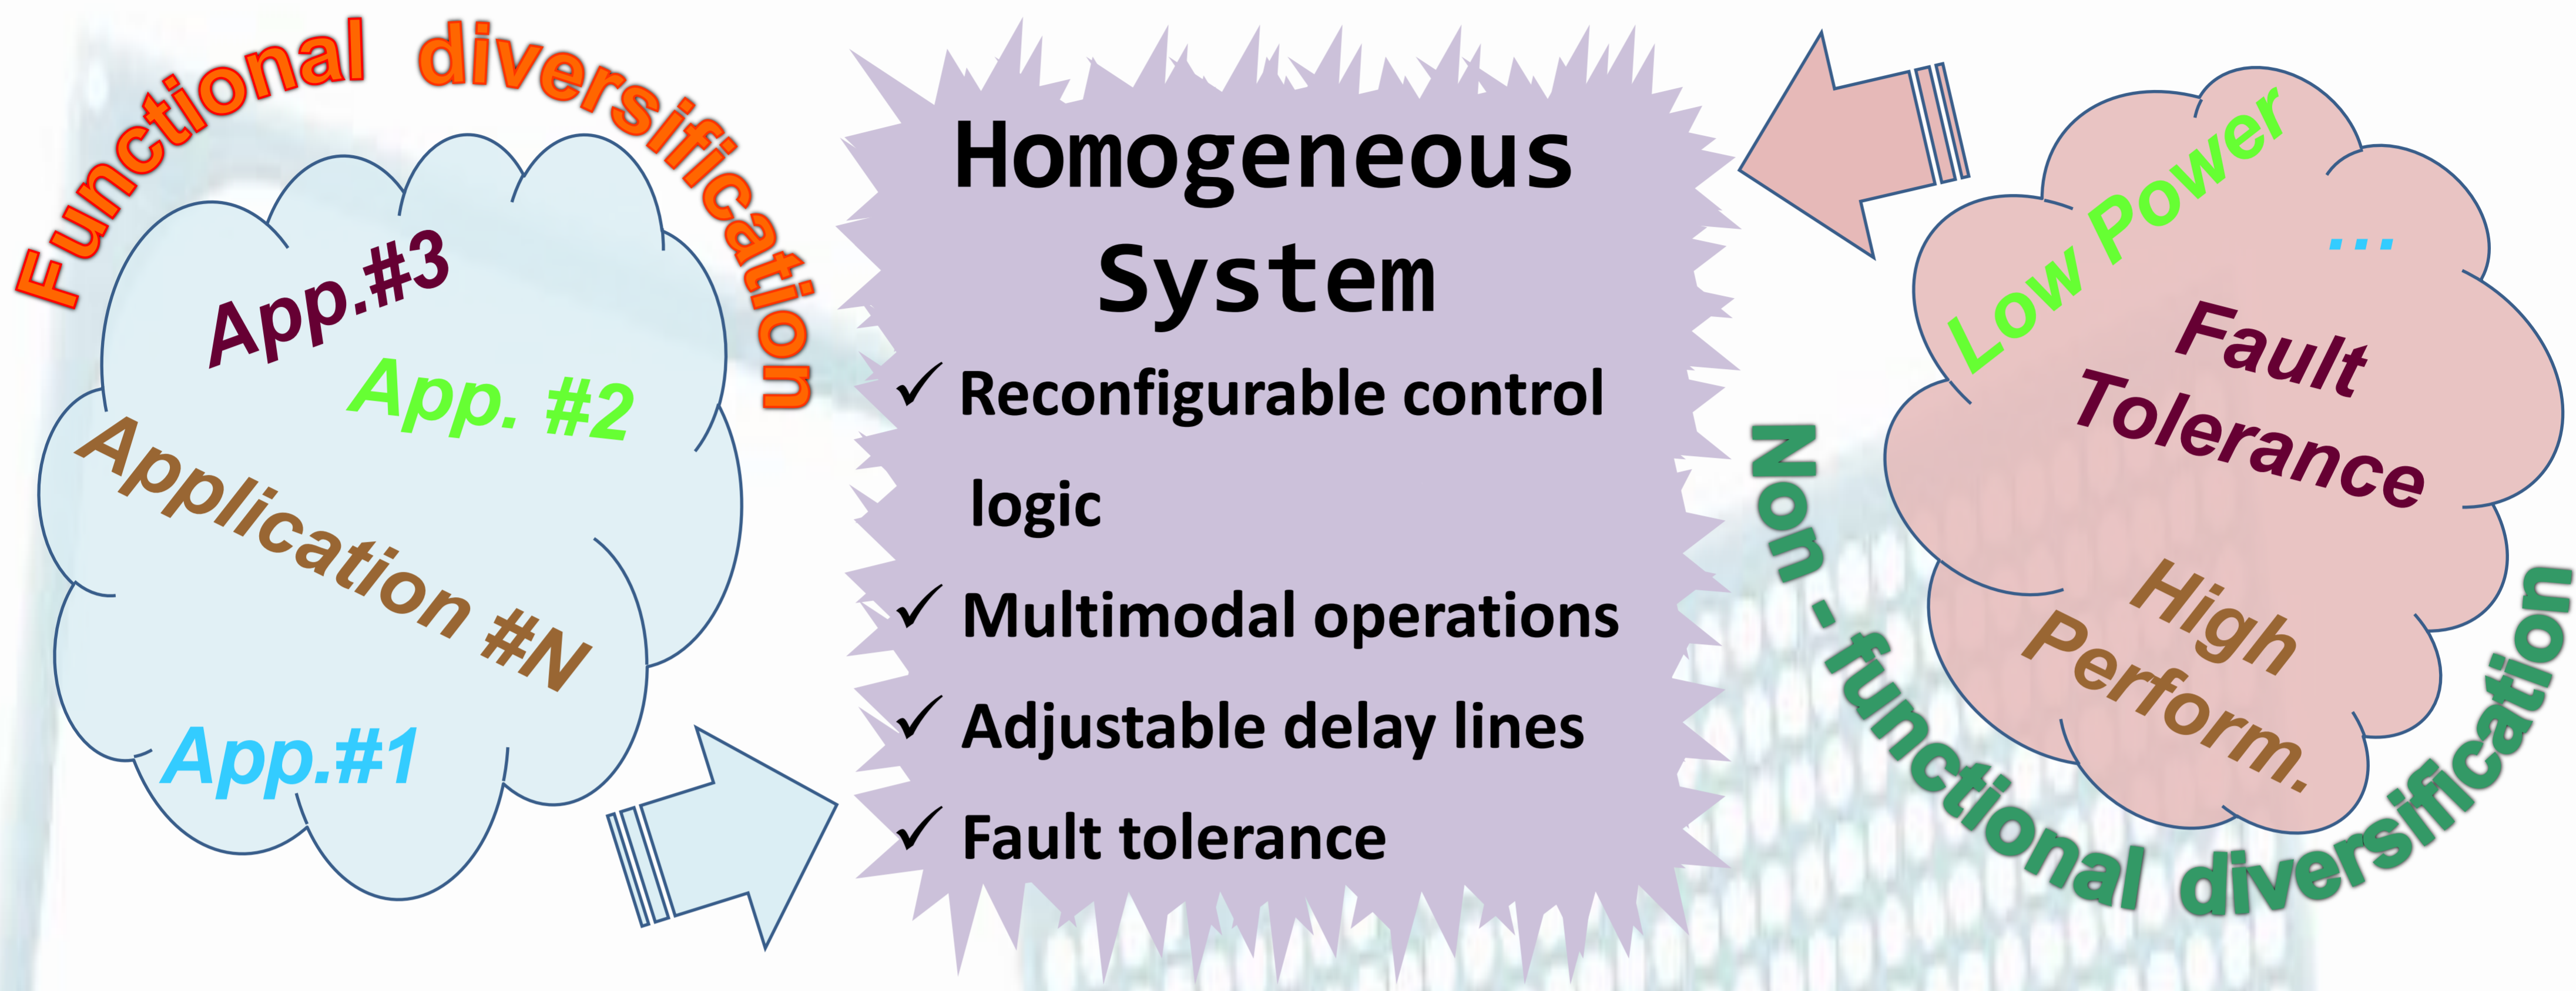 Functional diversification
App.#3
App. #2
Application #N
App.#1
Homogeneous
System
✓ Reconfigurable control
logic
✓ Multimodal operations
✓ Adjustable delay lines
✓ Fault tolerance
Low Power
...
Fault
Tolerance
High
Perform.
Non - functional diversification